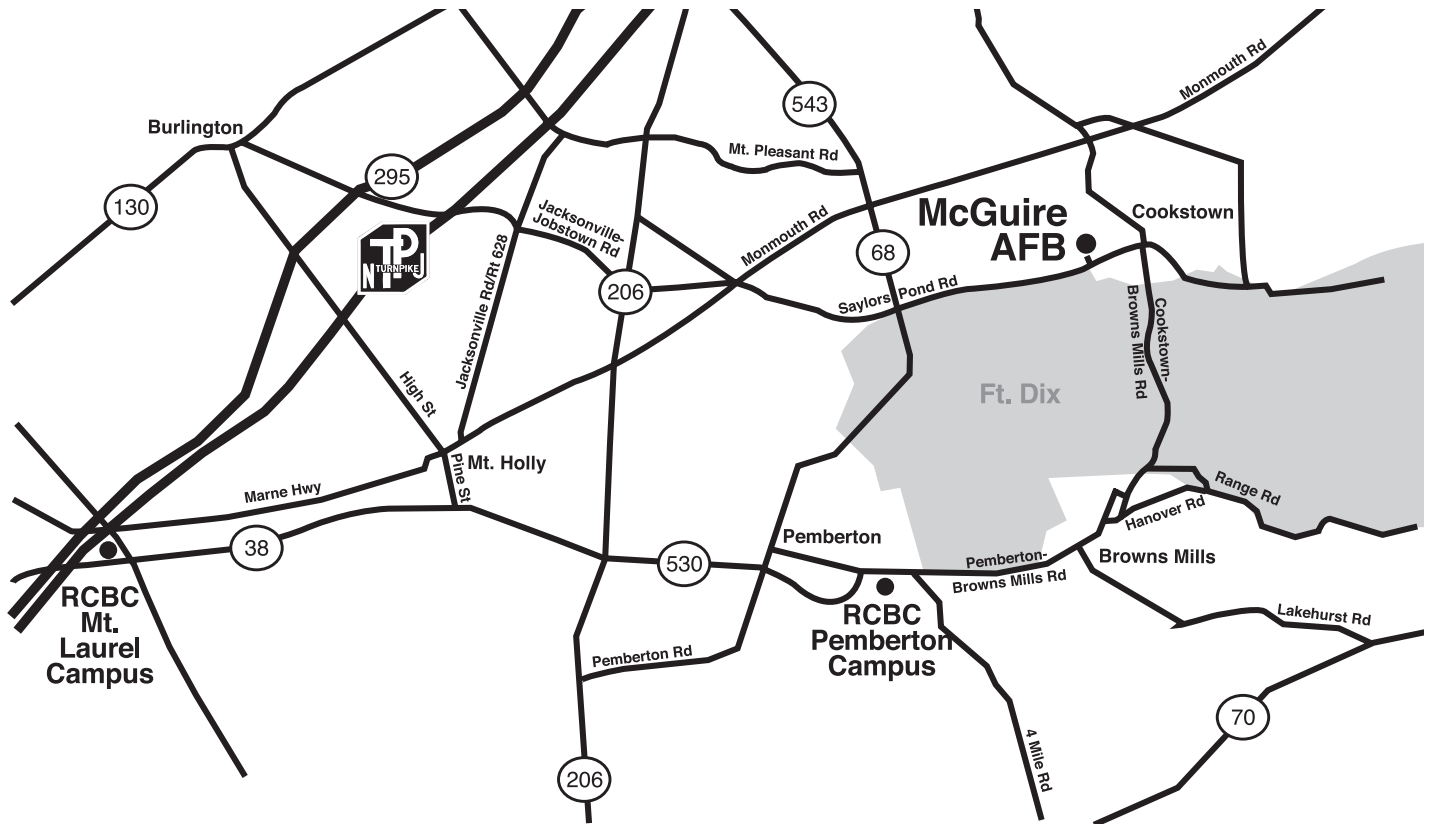 Monmouth Rd
543
Burlington
Mt. Pleasant Rd
295
130
McGuire
AFB
Cookstown
Jacksonville-
Jobstown Rd
Monmouth Rd
68
NJTP
TURNPIKE
Jacksonville Rd/Rt 628
206
Saylors Pond Rd
Cookstown-
Browns Mills Rd
High St
Ft. Dix
Mt. Holly
Pine St
Marne Hwy
Range Rd
Hanover Rd
38
530
Pemberton
Pemberton-
Browns Mills Rd
Browns Mills
RCBC
Mt.
Laurel
Campus
RCBC
Pemberton
Campus
Lakehurst Rd
Pemberton Rd
70
4 Mile Rd
206